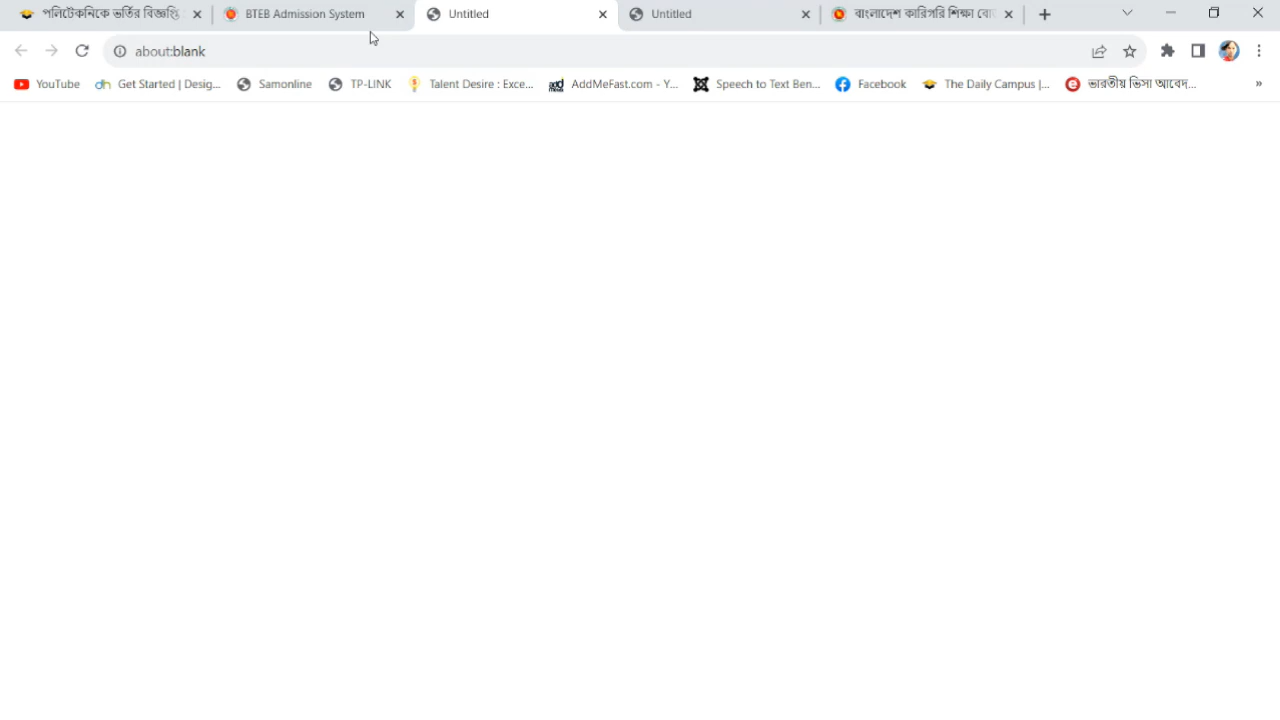 পলিটেকনিকে ভর্তির বিজ্ঞপ্তি
BTEB Admission System
Untitled
Untitled
বাংলাদেশ কারিগরি শিক্ষা বো
about:blank
YouTube
Get Started | Desig...
Samonline
TP-LINK
Talent Desire : Exce...
AddMeFast.com - Y...
Speech to Text Ben...
Facebook
The Daily Campus |...
ভারতীয় ভিসা আবেদ...